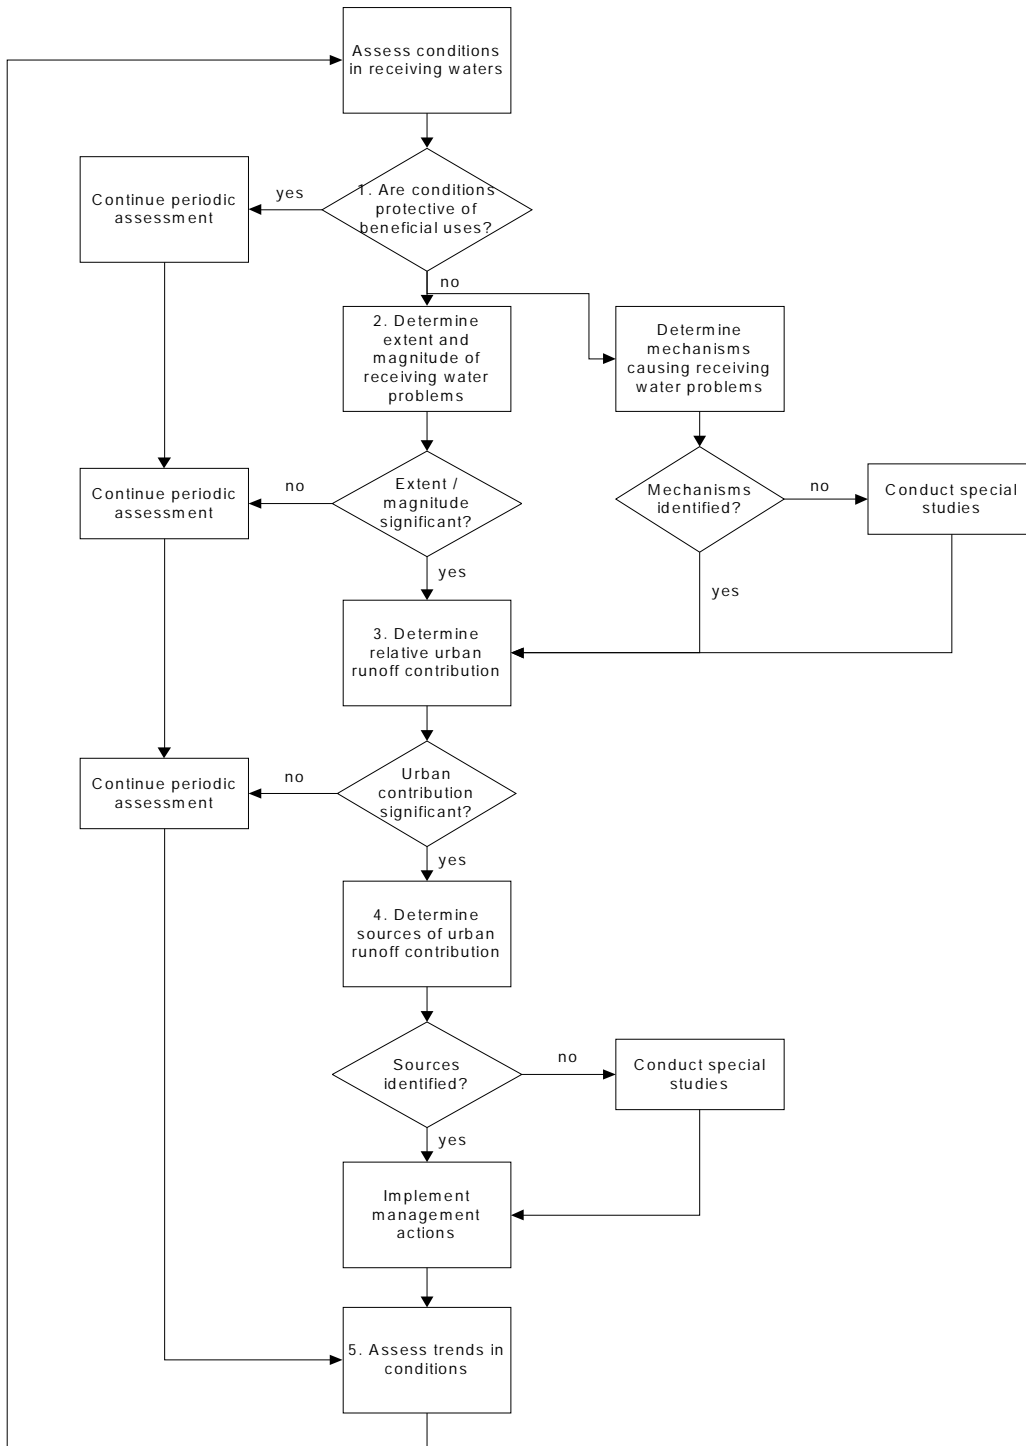 Assess conditions
in receiving waters
Continue periodic
assessment
yes
1. Are conditions
protective of
beneficial uses?
no
2. Determine
extent and
magnitude of
receiving water
problems
Determine
mechanisms
causing receiving
water problems
Continue periodic
assessment
no
Extent /
magnitude
significant?
Mechanisms
identified?
no
Conduct special
studies
yes
yes
3. Determine
relative urban
runoff contribution
Continue periodic
assessment
no
Urban
contribution
significant?
yes
4. Determine
sources of urban
runoff contribution
Sources
identified?
no
Conduct special
studies
yes
Implement
management
actions
5. Assess trends in
conditions